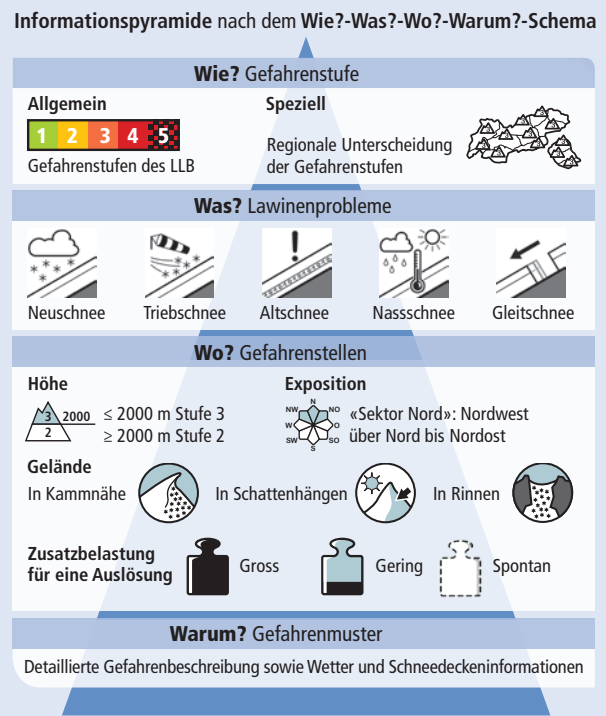 Informationspyramide nach dem Wie?-Was?-Wo?-Warum?-Schema
Wie? Gefahrenstufe
Allgemein
1 2 3 4 5
Gefahrenstufen des LLB
Speziell
Regionale Unterscheidung
der Gefahrenstufen
Was? Lawinenprobleme
Neuschnee
Triebschnee
Altschnee
Nassschnee
Gleitschnee
Wo? Gefahrenstellen
Höhe
3 2000
2
≤ 2000 m Stufe 3
≥ 2000 m Stufe 2
Exposition
N
NW NO
W O
SW SO
S
«Sektor Nord»: Nordwest
über Nord bis Nordost
Gelände
In Kammnähe
In Schattenhängen
In Rinnen
Zusatzbelastung
für eine Auslösung
Gross
Gering
Spontan
Warum? Gefahrenmuster
Detaillierte Gefahrenbeschreibung sowie Wetter und Schneedeckeninformationen